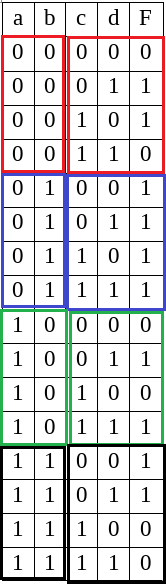 a b c d F
0 0 0 0 0
0 0 0 1 1
0 0 1 0 1
0 0 1 1 0
0 1 0 0 1
0 1 0 1 1
0 1 1 0 1
0 1 1 1 1
1 0 0 0 0
1 0 0 1 1
1 0 1 0 0
1 0 1 1 1
1 1 0 0 1
1 1 0 1 1
1 1 1 0 0
1 1 1 1 0